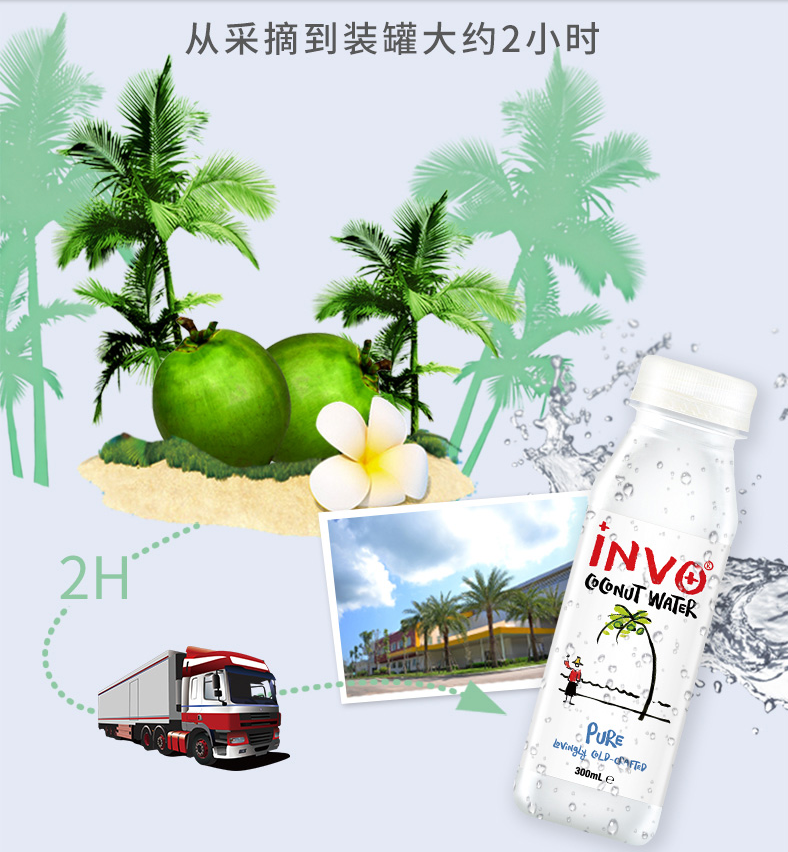 从采摘到装罐大约2小时
2H
iNVO®
COCONUT WATER
PURE
LOVINGLY COLD-CRAFTED
300mL ℮